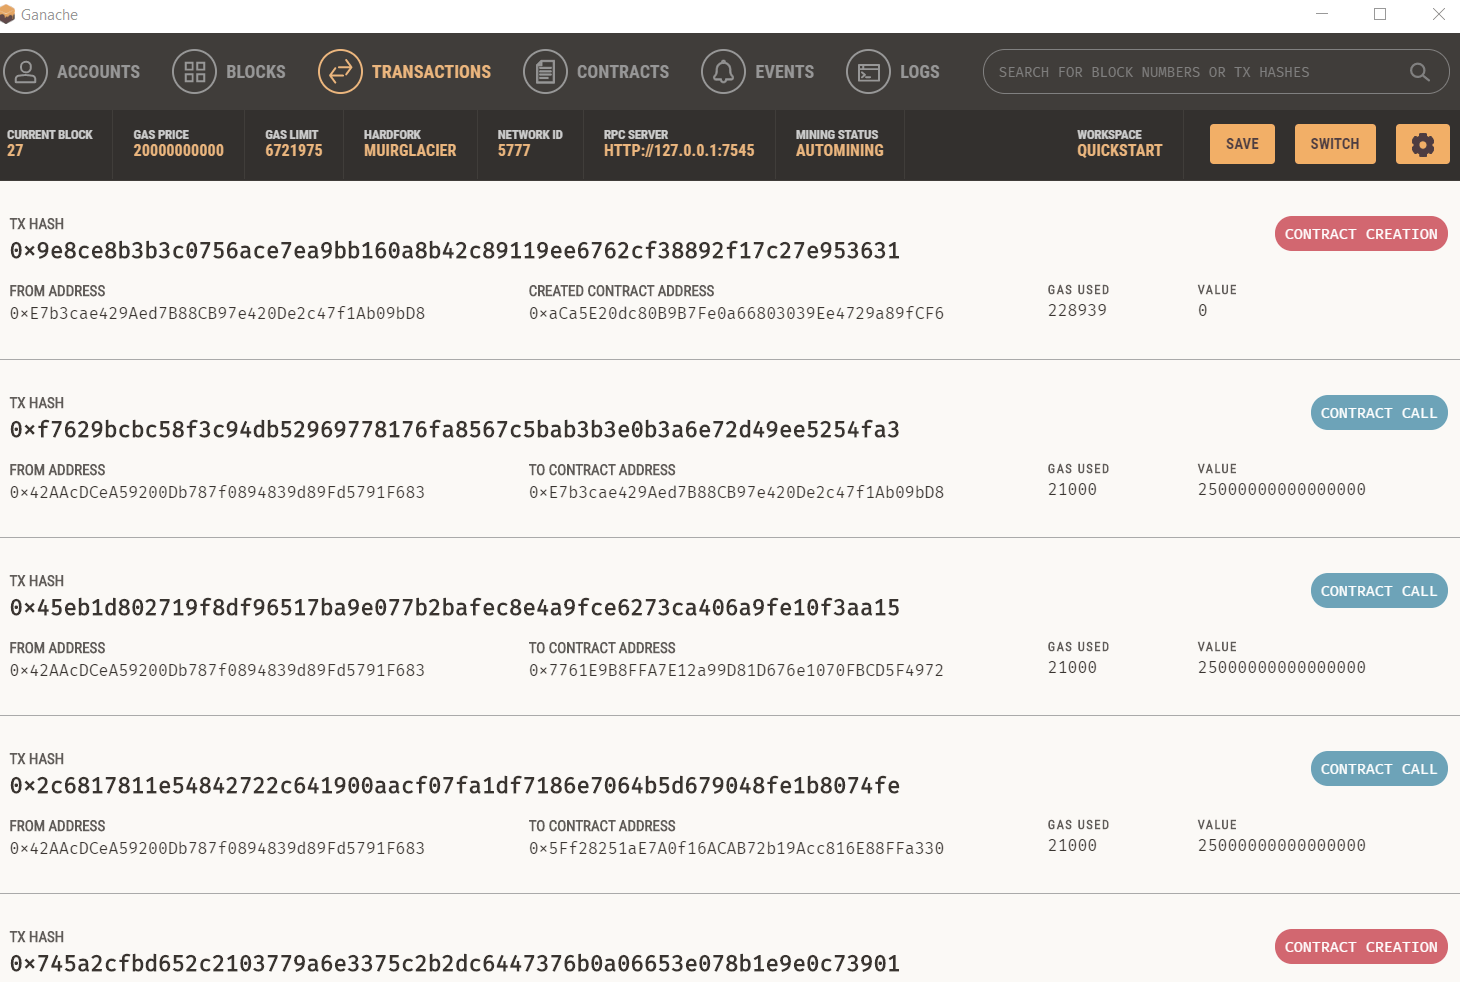 Ganache
ACCOUNTS BLOCKS TRANSACTIONS CONTRACTS EVENTS LOGS SEARCH FOR BLOCK NUMBERS OR TX HASHES
CURRENT BLOCK GAS PRICE GAS LIMIT HARDFORK NETWORK ID RPC SERVER MINING STATUS WORKSPACE
27 20000000000 6721975 MUIRGLACIER 5777 HTTP://127.0.0.1:7545 AUTOMINING QUICKSTART SAVE SWITCH
TX HASH
0×9e8ce8b3b3c0756ace7ea9bb160a8b42c89119ee6762cf38892f17c27e953631 CONTRACT CREATION
FROM ADDRESS CREATED CONTRACT ADDRESS GAS USED VALUE
0×E7b3cae429Aed7B88CB97e420De2c47f1Ab09bD8 0×aCa5E20dc80B9B7Fe0a66803039Ee4729a89fCF6 228939 0
TX HASH
0×f7629bcbc58f3c94db52969778176fa8567c5bab3b3e0b3a6e72d49ee5254fa3 CONTRACT CALL
FROM ADDRESS TO CONTRACT ADDRESS GAS USED VALUE
0×42AAcDCeA59200Db787f0894839d89Fd5791F683 0×E7b3cae429Aed7B88CB97e420De2c47f1Ab09bD8 21000 25000000000000000
TX HASH
0×45eb1d802719f8df96517ba9e077b2bafec8e4a9fce6273ca406a9fe10f3aa15 CONTRACT CALL
FROM ADDRESS TO CONTRACT ADDRESS GAS USED VALUE
0×42AAcDCeA59200Db787f0894839d89Fd5791F683 0×7761E9B8FFA7E12a99D81D676e1070FBCD5F4972 21000 25000000000000000
TX HASH
0×2c6817811e54842722c641900aacf07fa1df7186e7064b5d679048fe1b8074fe CONTRACT CALL
FROM ADDRESS TO CONTRACT ADDRESS GAS USED VALUE
0×42AAcDCeA59200Db787f0894839d89Fd5791F683 0×5Ff28251aE7A0f16ACAB72b19Acc816E88FFa330 21000 25000000000000000
TX HASH
0×745a2cfbd652c2103779a6e3375c2b2dc6447376b0a06653e078b1e9e0c73901 CONTRACT CREATION